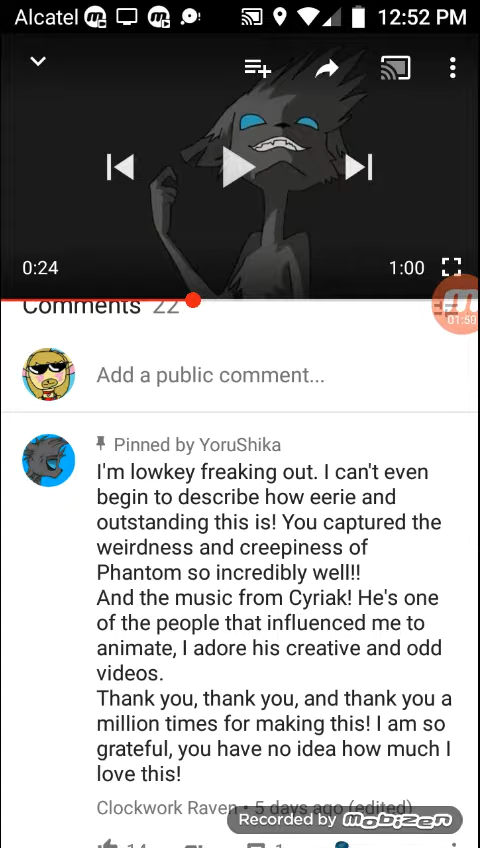 Alcatel 12:52 PM
0:24 1:00
01:59
Comments 22
Add a public comment...
Pinned by YoruShika
I'm lowkey freaking out. I can't even
begin to describe how eerie and
outstanding this is! You captured the
weirdness and creepiness of
Phantom so incredibly well!!
And the music from Cyriak! He's one
of the people that influenced me to
animate, I adore his creative and odd
videos.
Thank you, thank you, and thank you a
million times for making this! I am so
grateful, you have no idea how much I
love this!
Clockwork Raven • 5 days ago (edited)
Recorded by mobizen
14 1